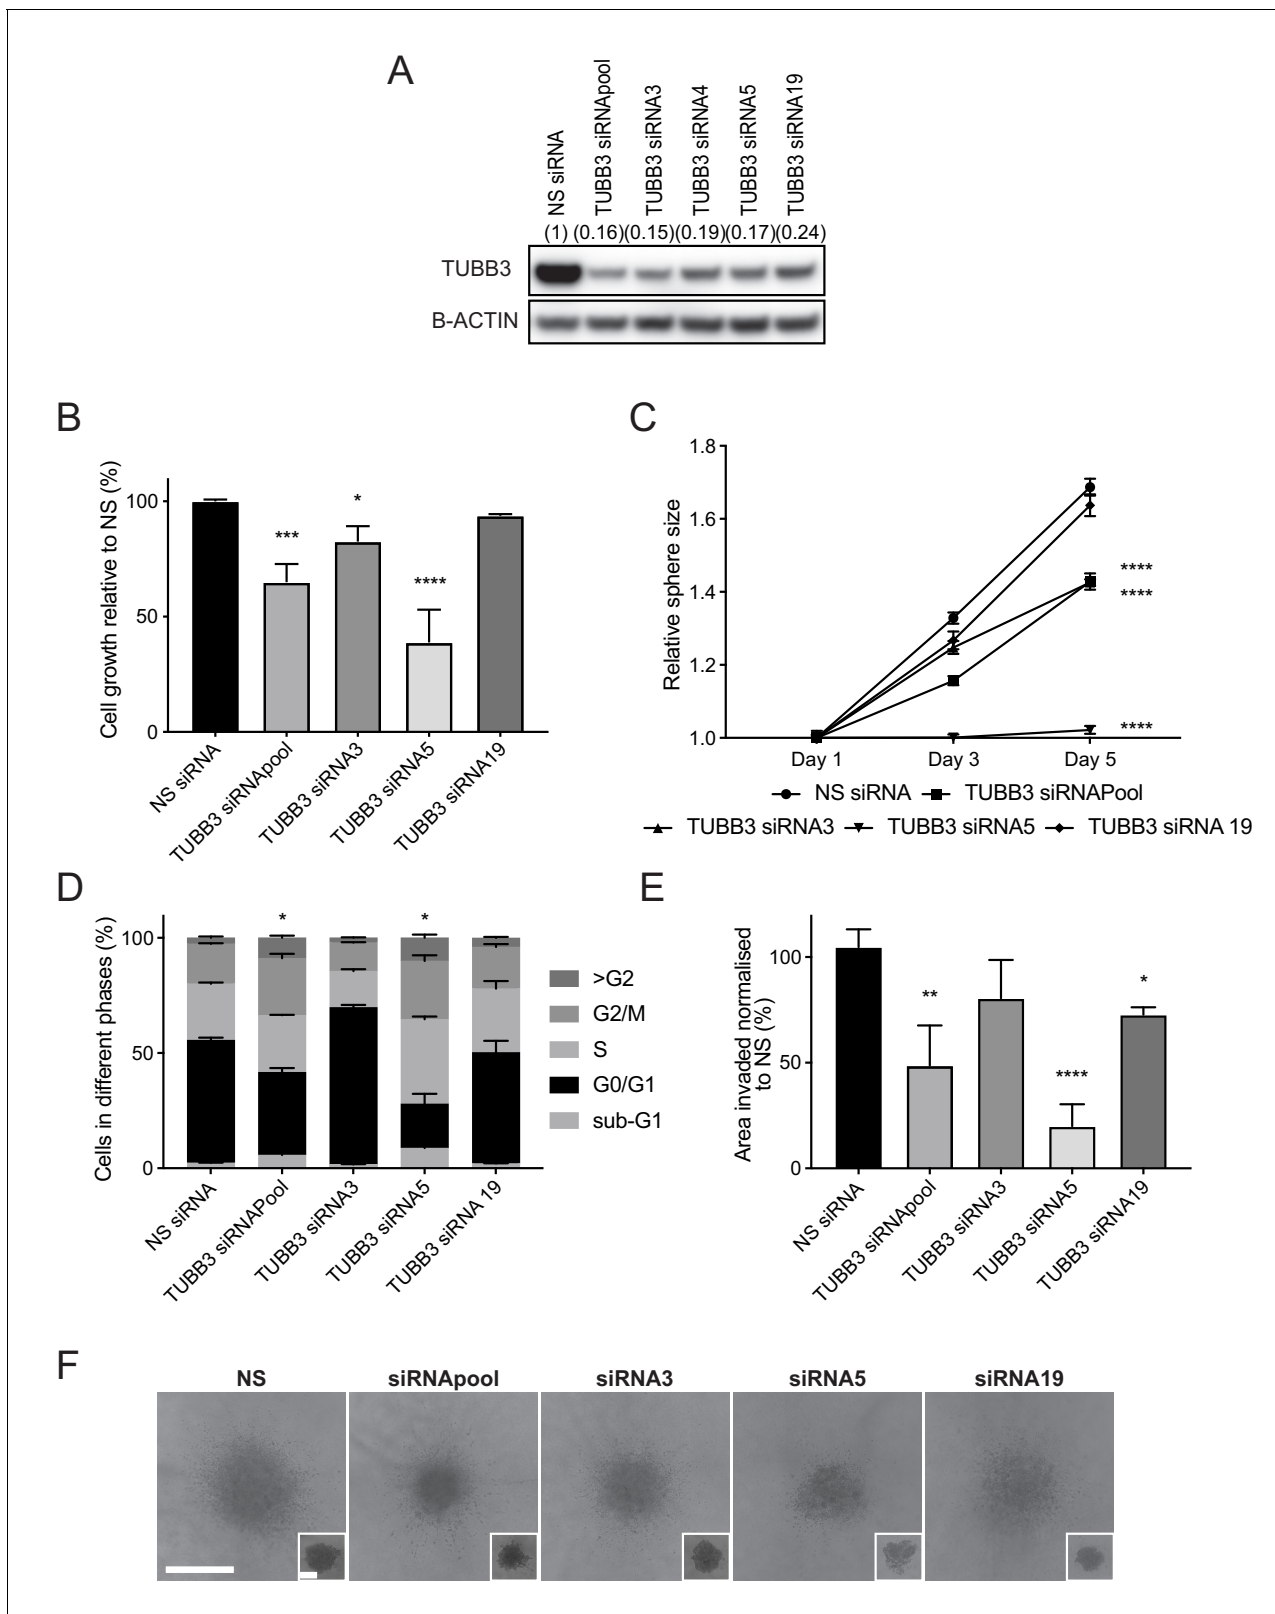 A
NS siRNA
TUBB3 siRNApool
TUBB3 siRNA3
TUBB3 siRNA4
TUBB3 siRNA5
TUBB3 siRNA19
(1) (0.16)(0.15)(0.19)(0.17)(0.24)
TUBB3
B-ACTIN
B
Cell growth relative to NS (%)
100
50
0
***
*
****
NS siRNA
TUBB3 siRNApool
TUBB3 siRNA3
TUBB3 siRNA5
TUBB3 siRNA19
C
Relative sphere size
1.8
1.6
1.4
1.2
1.0
****
****
****
Day 1 Day 3 Day 5
NS siRNA TUBB3 siRNAPool
TUBB3 siRNA3 TUBB3 siRNA5 TUBB3 siRNA 19
D
Cells in different phases (%)
100
50
0
*
*
>G2
G2/M
S
G0/G1
sub-G1
NS siRNA
TUBB3 siRNAPool
TUBB3 siRNA3
TUBB3 siRNA5
TUBB3 siRNA 19
E
Area invaded normalised
to NS (%)
100
50
0
**
****
*
NS siRNA
TUBB3 siRNApool
TUBB3 siRNA3
TUBB3 siRNA5
TUBB3 siRNA19
F
NS siRNApool siRNA3 siRNA5 siRNA19